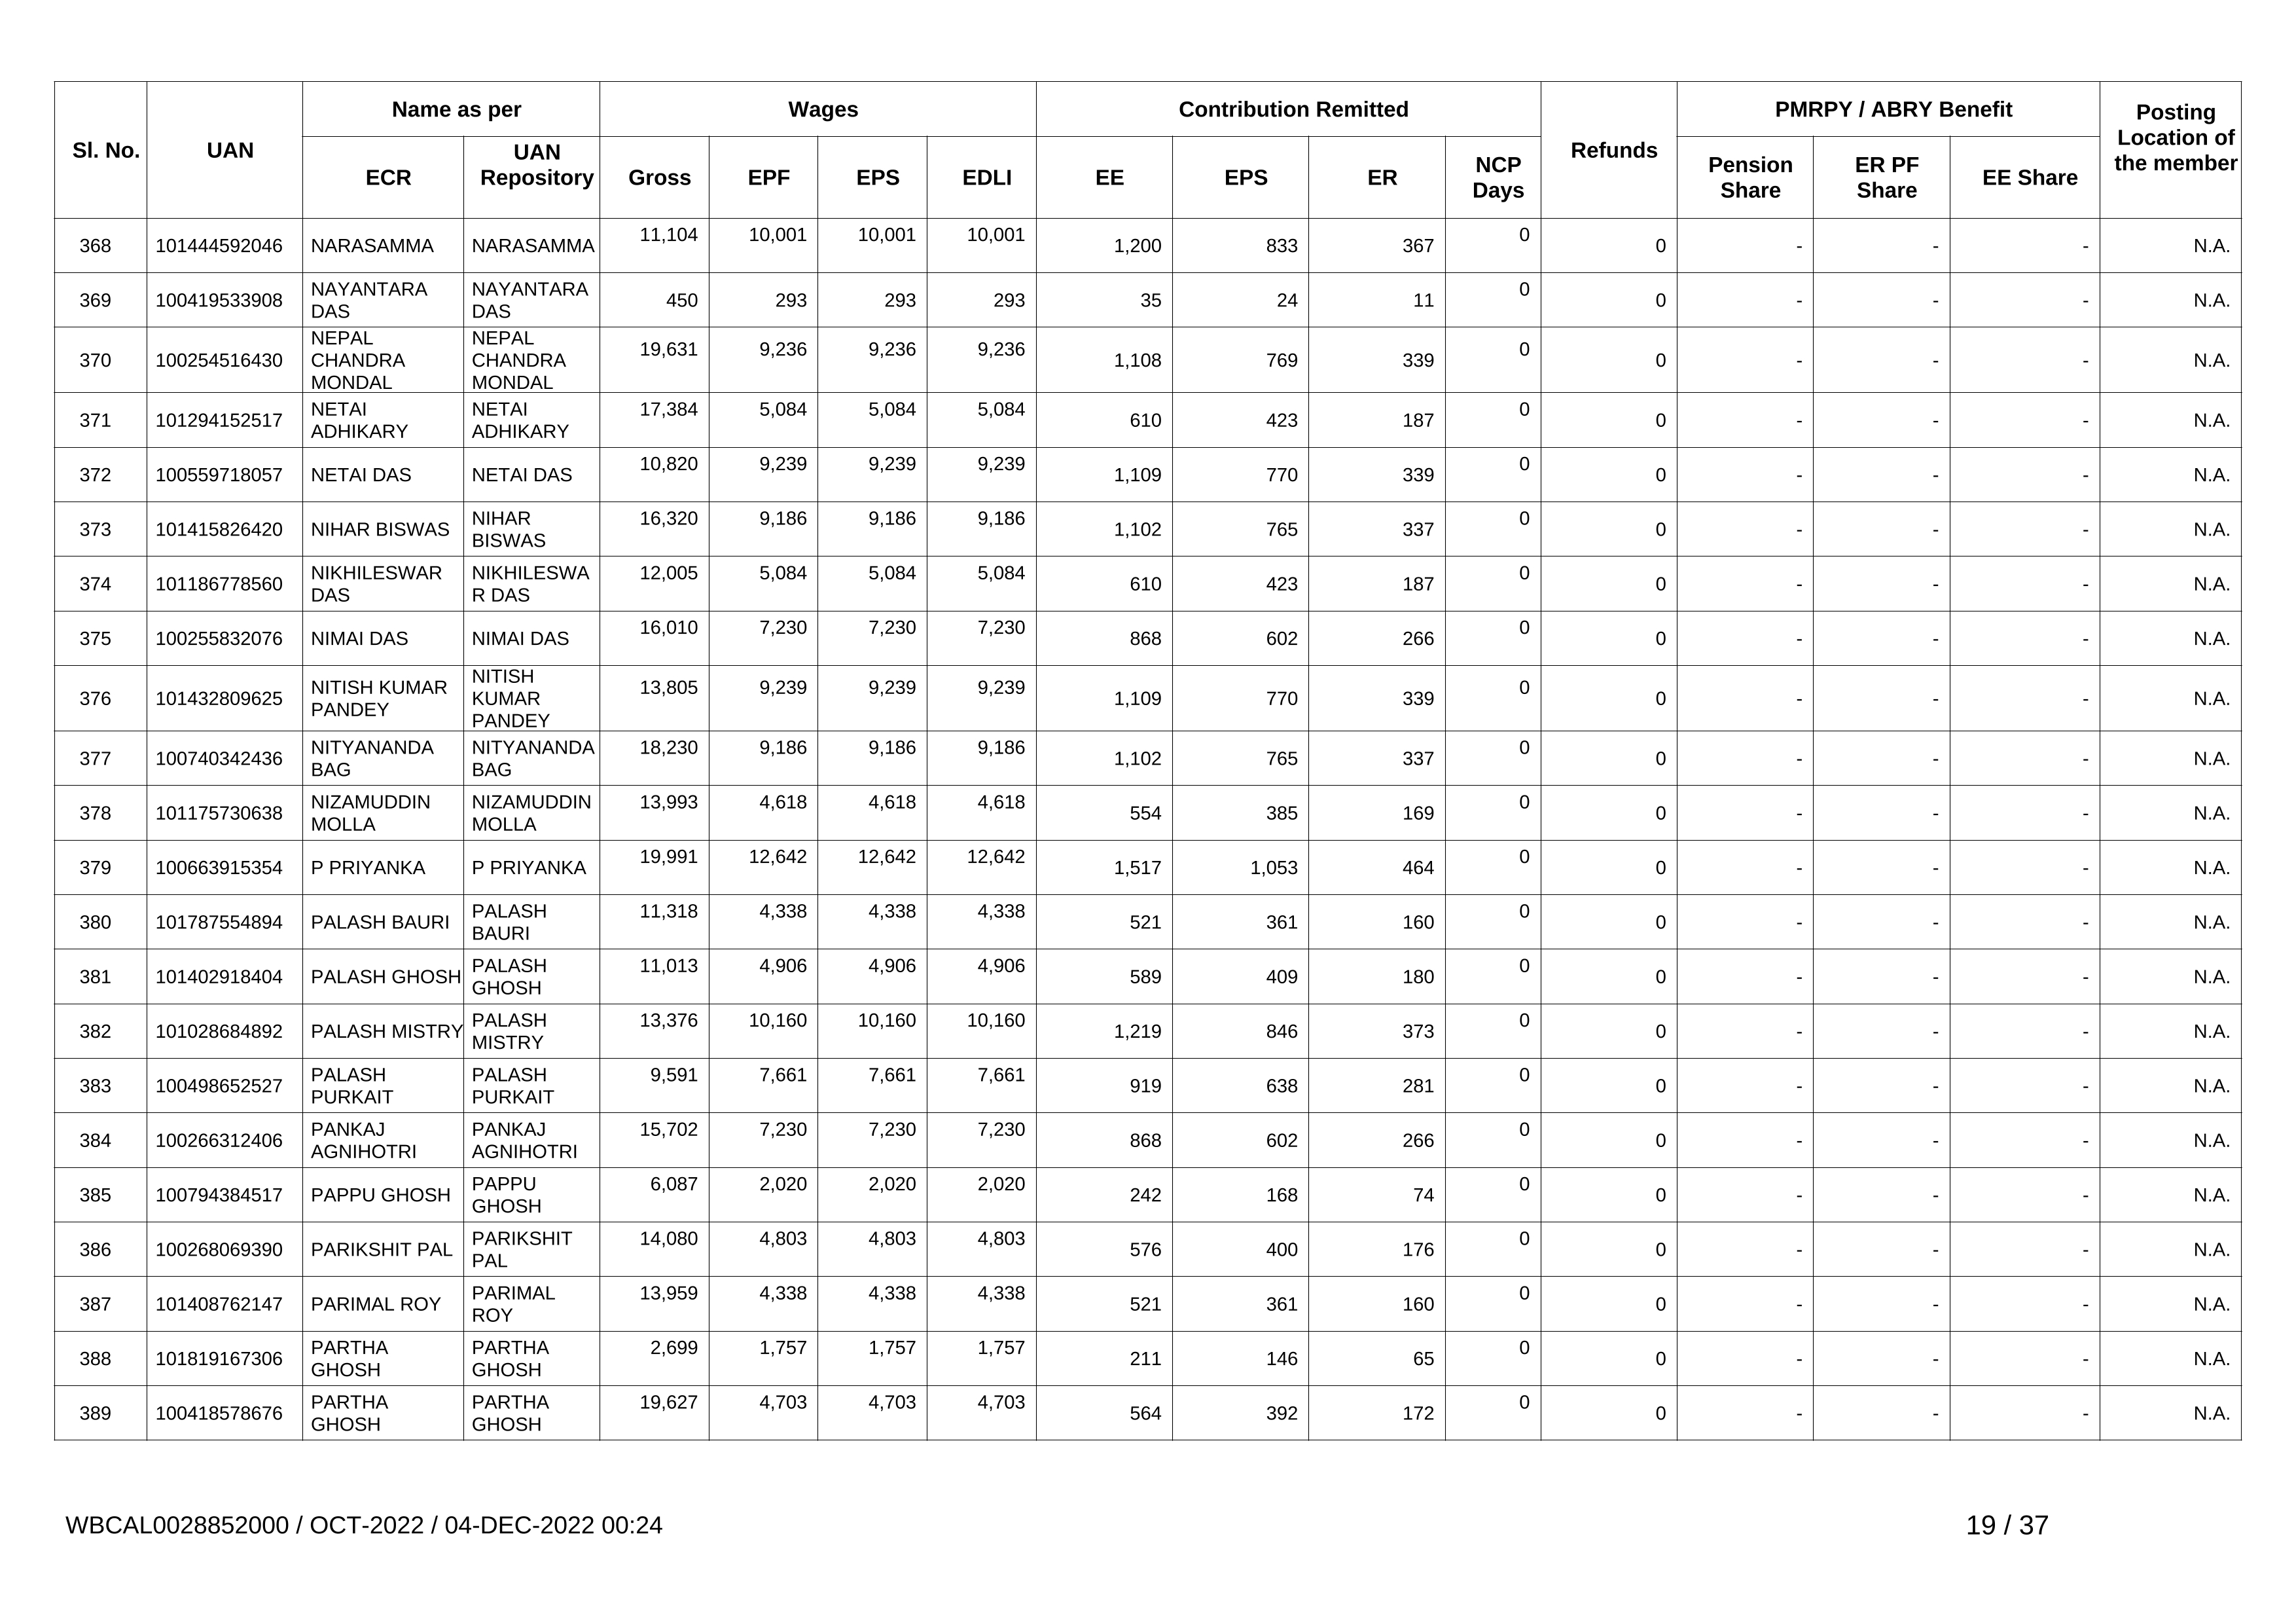 Sl. No. UAN Name as per Wages Contribution Remitted Refunds PMRPY / ABRY Benefit Posting Location of the member
ECR UAN Repository Gross EPF EPS EDLI EE EPS ER NCP Days Pension Share ER PF Share EE Share
368 101444592046 NARASAMMA NARASAMMA 11,104 10,001 10,001 10,001 1,200 833 367 0 0 - - - N.A.
369 100419533908 NAYANTARA DAS NAYANTARA DAS 450 293 293 293 35 24 11 0 0 - - - N.A.
370 100254516430 NEPAL CHANDRA MONDAL NEPAL CHANDRA MONDAL 19,631 9,236 9,236 9,236 1,108 769 339 0 0 - - - N.A.
371 101294152517 NETAI ADHIKARY NETAI ADHIKARY 17,384 5,084 5,084 5,084 610 423 187 0 0 - - - N.A.
372 100559718057 NETAI DAS NETAI DAS 10,820 9,239 9,239 9,239 1,109 770 339 0 0 - - - N.A.
373 101415826420 NIHAR BISWAS NIHAR BISWAS 16,320 9,186 9,186 9,186 1,102 765 337 0 0 - - - N.A.
374 101186778560 NIKHILESWAR DAS NIKHILESWA R DAS 12,005 5,084 5,084 5,084 610 423 187 0 0 - - - N.A.
375 100255832076 NIMAI DAS NIMAI DAS 16,010 7,230 7,230 7,230 868 602 266 0 0 - - - N.A.
376 101432809625 NITISH KUMAR PANDEY NITISH KUMAR PANDEY 13,805 9,239 9,239 9,239 1,109 770 339 0 0 - - - N.A.
377 100740342436 NITYANANDA BAG NITYANANDA BAG 18,230 9,186 9,186 9,186 1,102 765 337 0 0 - - - N.A.
378 101175730638 NIZAMUDDIN MOLLA NIZAMUDDIN MOLLA 13,993 4,618 4,618 4,618 554 385 169 0 0 - - - N.A.
379 100663915354 P PRIYANKA P PRIYANKA 19,991 12,642 12,642 12,642 1,517 1,053 464 0 0 - - - N.A.
380 101787554894 PALASH BAURI PALASH BAURI 11,318 4,338 4,338 4,338 521 361 160 0 0 - - - N.A.
381 101402918404 PALASH GHOSH PALASH GHOSH 11,013 4,906 4,906 4,906 589 409 180 0 0 - - - N.A.
382 101028684892 PALASH MISTRY PALASH MISTRY 13,376 10,160 10,160 10,160 1,219 846 373 0 0 - - - N.A.
383 100498652527 PALASH PURKAIT PALASH PURKAIT 9,591 7,661 7,661 7,661 919 638 281 0 0 - - - N.A.
384 100266312406 PANKAJ AGNIHOTRI PANKAJ AGNIHOTRI 15,702 7,230 7,230 7,230 868 602 266 0 0 - - - N.A.
385 100794384517 PAPPU GHOSH PAPPU GHOSH 6,087 2,020 2,020 2,020 242 168 74 0 0 - - - N.A.
386 100268069390 PARIKSHIT PAL PARIKSHIT PAL 14,080 4,803 4,803 4,803 576 400 176 0 0 - - - N.A.
387 101408762147 PARIMAL ROY PARIMAL ROY 13,959 4,338 4,338 4,338 521 361 160 0 0 - - - N.A.
388 101819167306 PARTHA GHOSH PARTHA GHOSH 2,699 1,757 1,757 1,757 211 146 65 0 0 - - - N.A.
389 100418578676 PARTHA GHOSH PARTHA GHOSH 19,627 4,703 4,703 4,703 564 392 172 0 0 - - - N.A.
WBCAL0028852000 / OCT-2022 / 04-DEC-2022 00:24 19 / 37